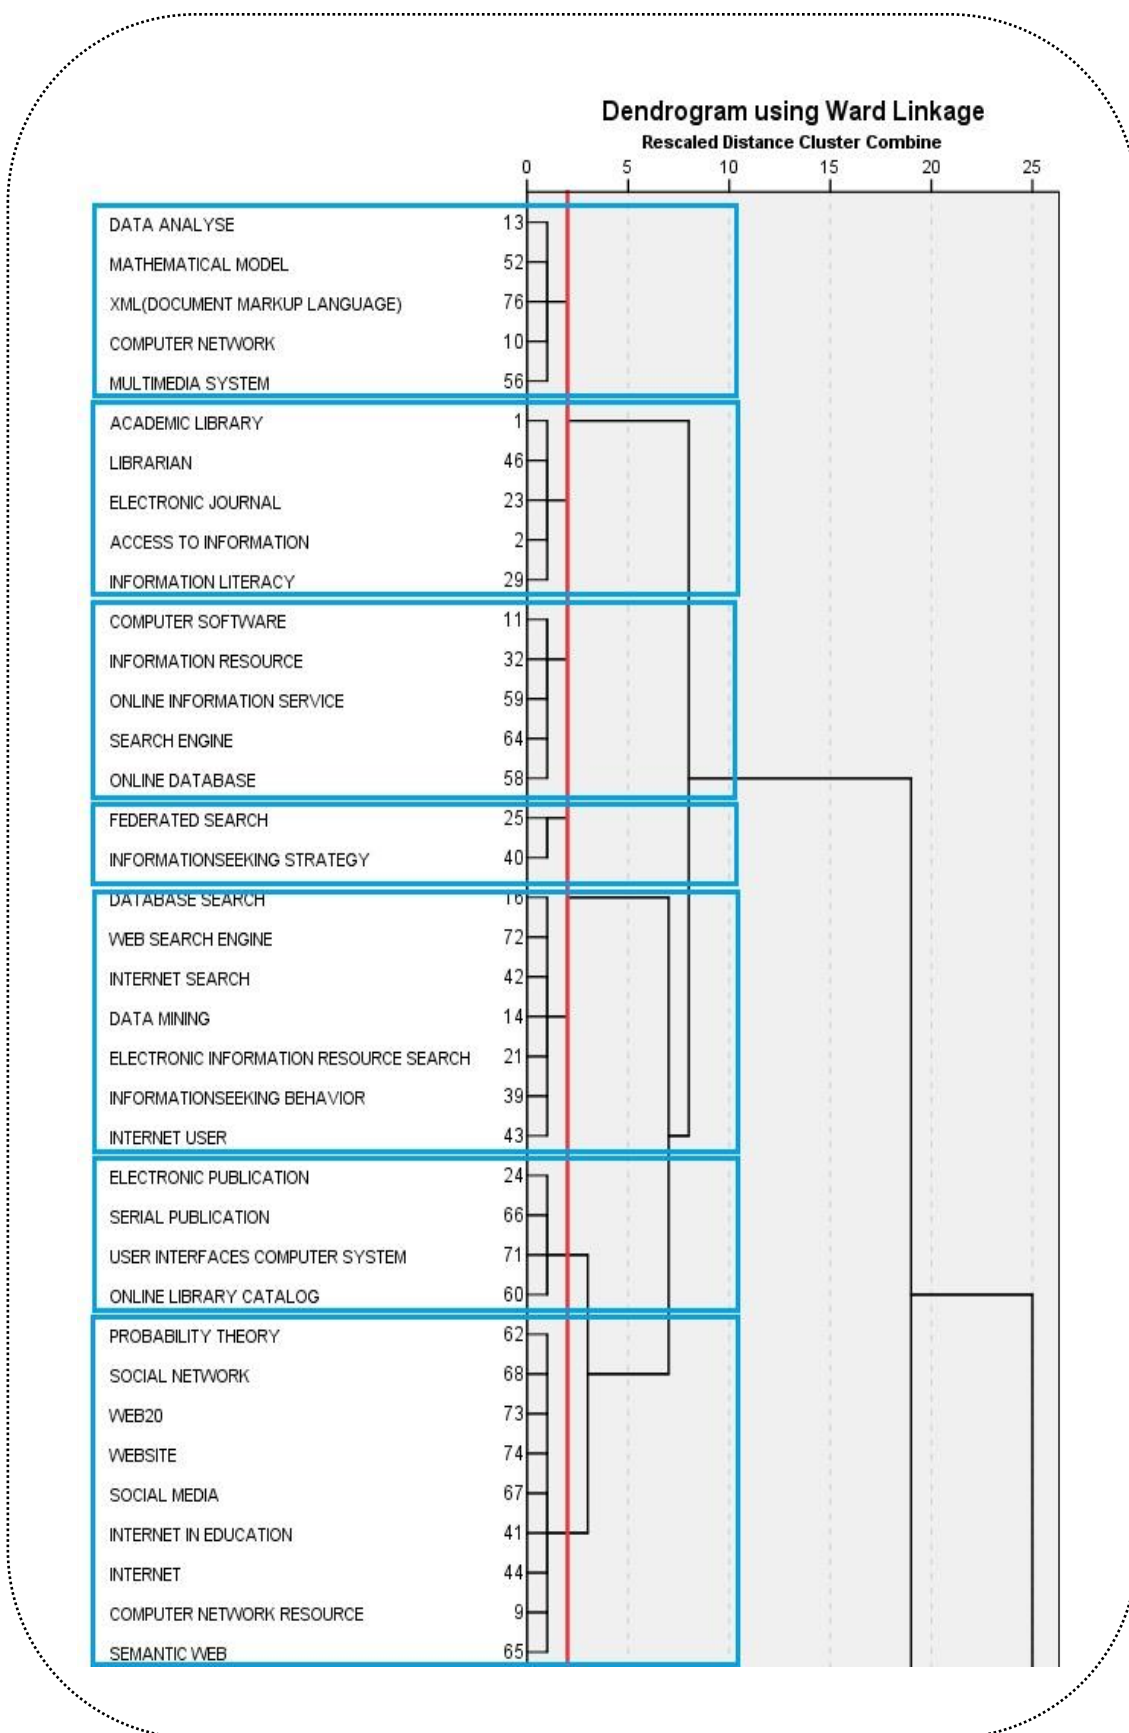 Dendrogram using Ward Linkage
Rescaled Distance Cluster Combine
0 5 10 15 20 25
DATA ANALYSE 13
MATHEMATICAL MODEL 52
XML(DOCUMENT MARKUP LANGUAGE) 76
COMPUTER NETWORK 10
MULTIMEDIA SYSTEM 56
ACADEMIC LIBRARY 1
LIBRARIAN 46
ELECTRONIC JOURNAL 23
ACCESS TO INFORMATION 2
INFORMATION LITERACY 29
COMPUTER SOFTWARE 11
INFORMATION RESOURCE 32
ONLINE INFORMATION SERVICE 59
SEARCH ENGINE 64
ONLINE DATABASE 58
FEDERATED SEARCH 25
INFORMATIONSEEKING STRATEGY 40
DATABASE SEARCH 16
WEB SEARCH ENGINE 72
INTERNET SEARCH 42
DATA MINING 14
ELECTRONIC INFORMATION RESOURCE SEARCH 21
INFORMATIONSEEKING BEHAVIOR 39
INTERNET USER 43
ELECTRONIC PUBLICATION 24
SERIAL PUBLICATION 66
USER INTERFACES COMPUTER SYSTEM 71
ONLINE LIBRARY CATALOG 60
PROBABILITY THEORY 62
SOCIAL NETWORK 68
WEB20 73
WEBSITE 74
SOCIAL MEDIA 67
INTERNET IN EDUCATION 41
INTERNET 44
COMPUTER NETWORK RESOURCE 9
SEMANTIC WEB 65